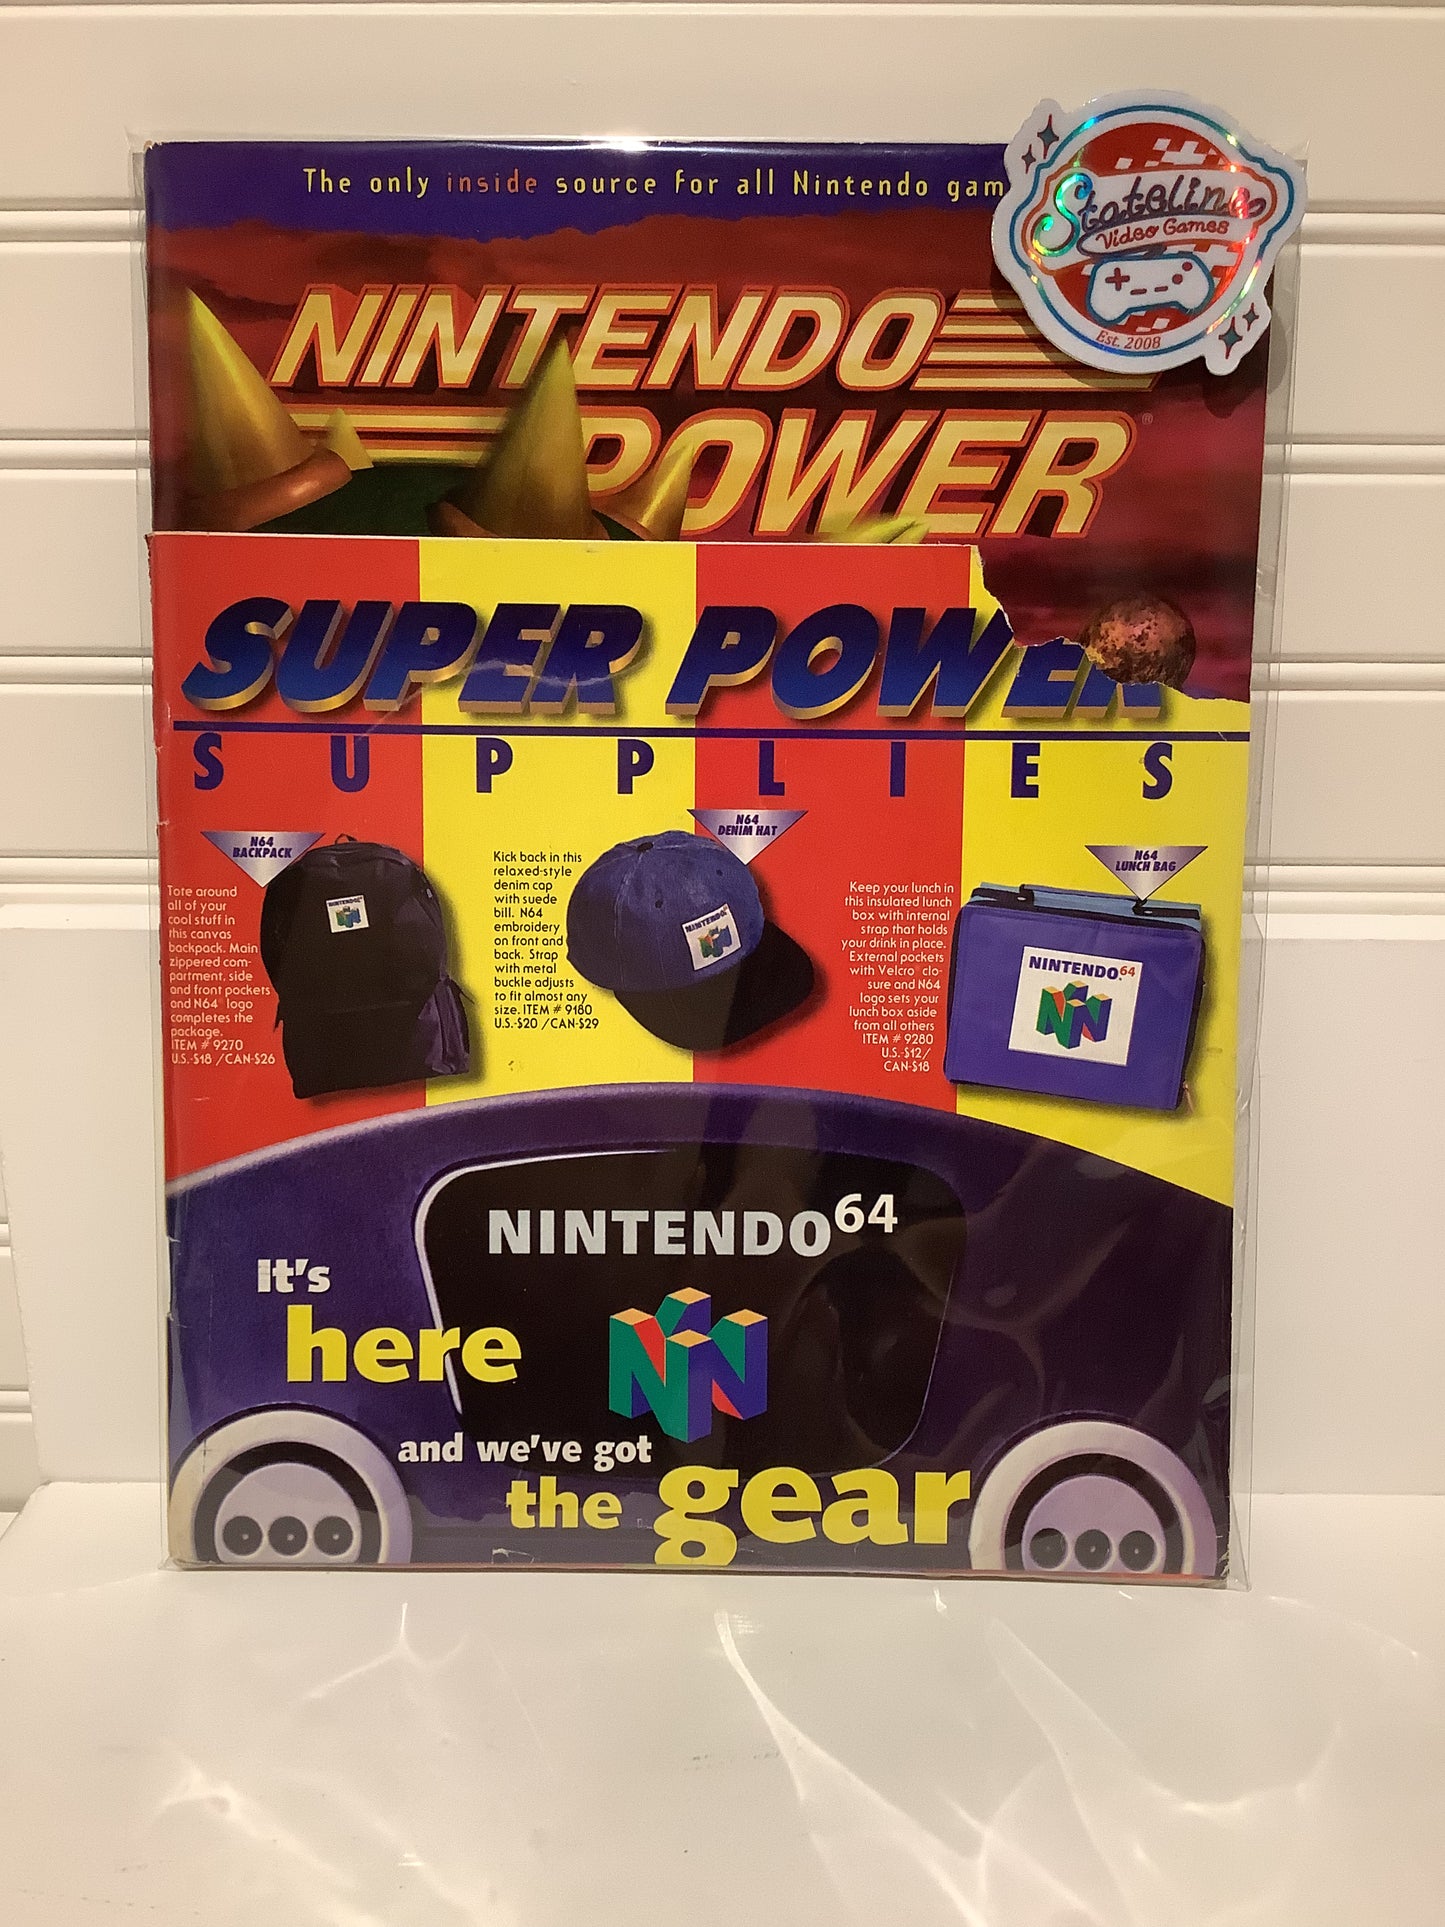 The only inside source for all Nintendo gam
Stateline
Video Games
Est. 2008
NINTENDO
POWER®
SUPER POWER
SUPPLIES
N64
BACKPACK
Tote around
all of your
cool stuff in
this canvas
backpack. Main
zippered com-
partment, side
and front pockets
and N64 logo
completes the
package.
ITEM # 9270
U.S.-$18 / CAN-$26
NINTENDO64
Kick back in this
relaxed-style
denim cap
with suede
bill. N64
embroidery
on front and
back. Strap
with metal
buckle adjusts
to fit almost any
size. ITEM # 9180
U.S.-$20 / CAN-$29
N64
DENIM HAT
NINTENDO64
Keep your lunch in
this insulated lunch
box with internal
strap that holds
your drink in place.
External pockets
with Velcro® clo-
sure and N64
logo sets your
lunch box aside
from all others
ITEM # 9280
U.S.-$12/
CAN-$18
N64
LUNCH BAG
NINTENDO64
NINTENDO64
It's
here
and we've got
the gear